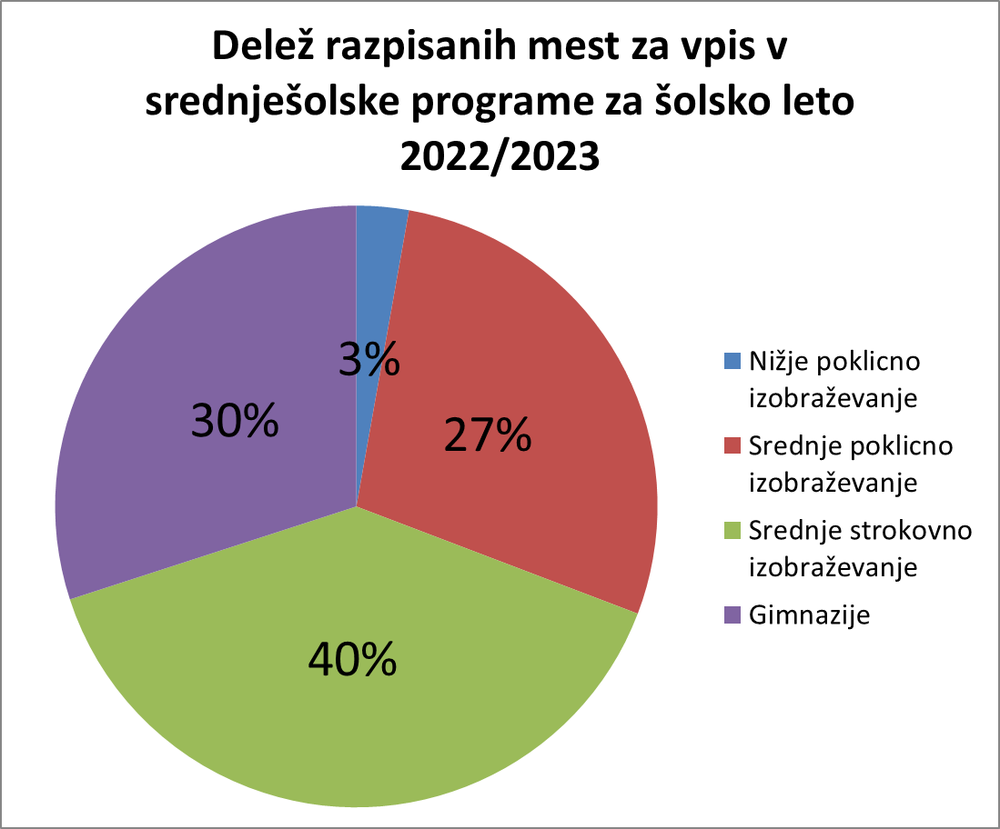 Delež razpisanih mest za vpis v
srednješolske programe za šolsko leto
2022/2023
3%
30%
27%
40%
Nižje poklicno
izobraževanje
Srednje poklicno
izobraževanje
Srednje strokovno
izobraževanje
Gimnazije